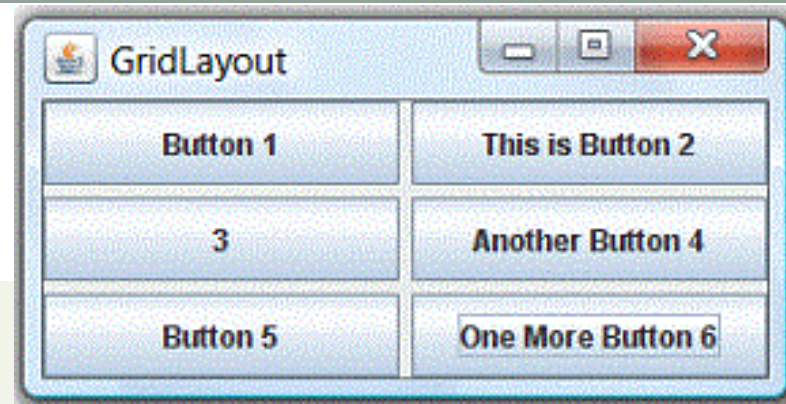 GridLayout
Button 1
This is Button 2
3
Another Button 4
Button 5
One More Button 6